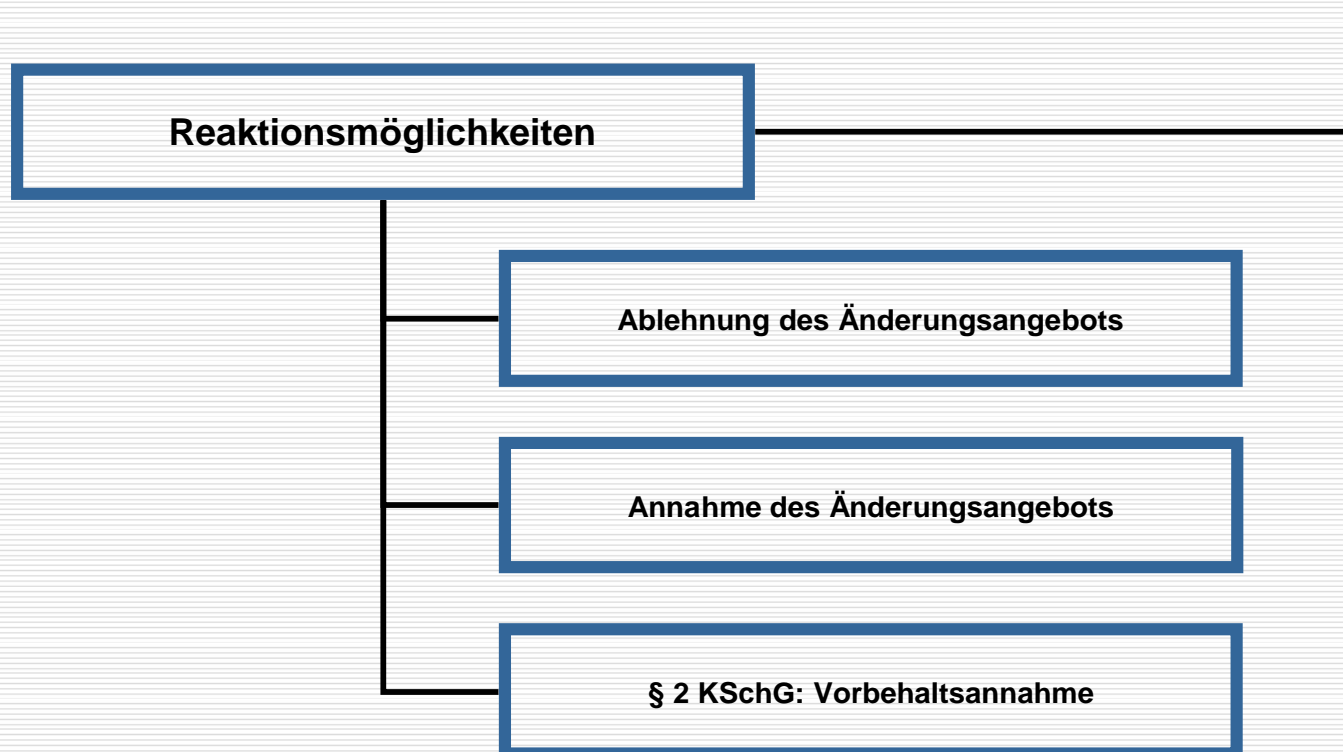 Reaktionsmöglichkeiten
Ablehnung des Änderungsangebots
Annahme des Änderungsangebots
§ 2 KSchG: Vorbehaltsannahme